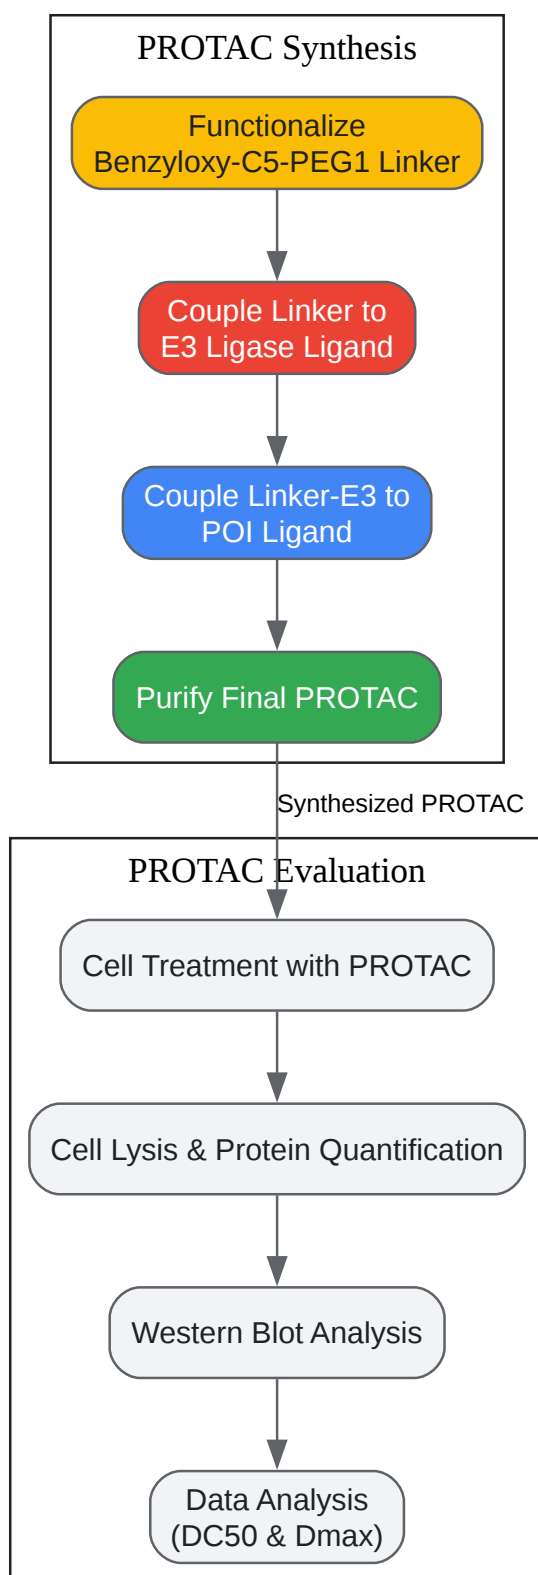 PROTAC Synthesis
Functionalize
Benzyloxy-C5-PEG1 Linker
Couple Linker to
E3 Ligase Ligand
Couple Linker-E3 to
POI Ligand
Purify Final PROTAC
Synthesized PROTAC
PROTAC Evaluation
Cell Treatment with PROTAC
Cell Lysis & Protein Quantification
Western Blot Analysis
Data Analysis
(DC50 & Dmax)